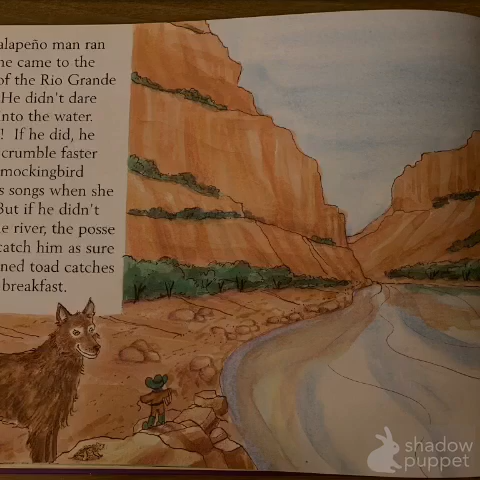 alapeño man ran
he came to the
of the Rio Grande
He didn't dare
into the water.
! If he did, he
crumble faster
mockingbird
s songs when she
But if he didn't
e river, the posse
catch him as sure
ned toad catches
breakfast.
shadow
puppet